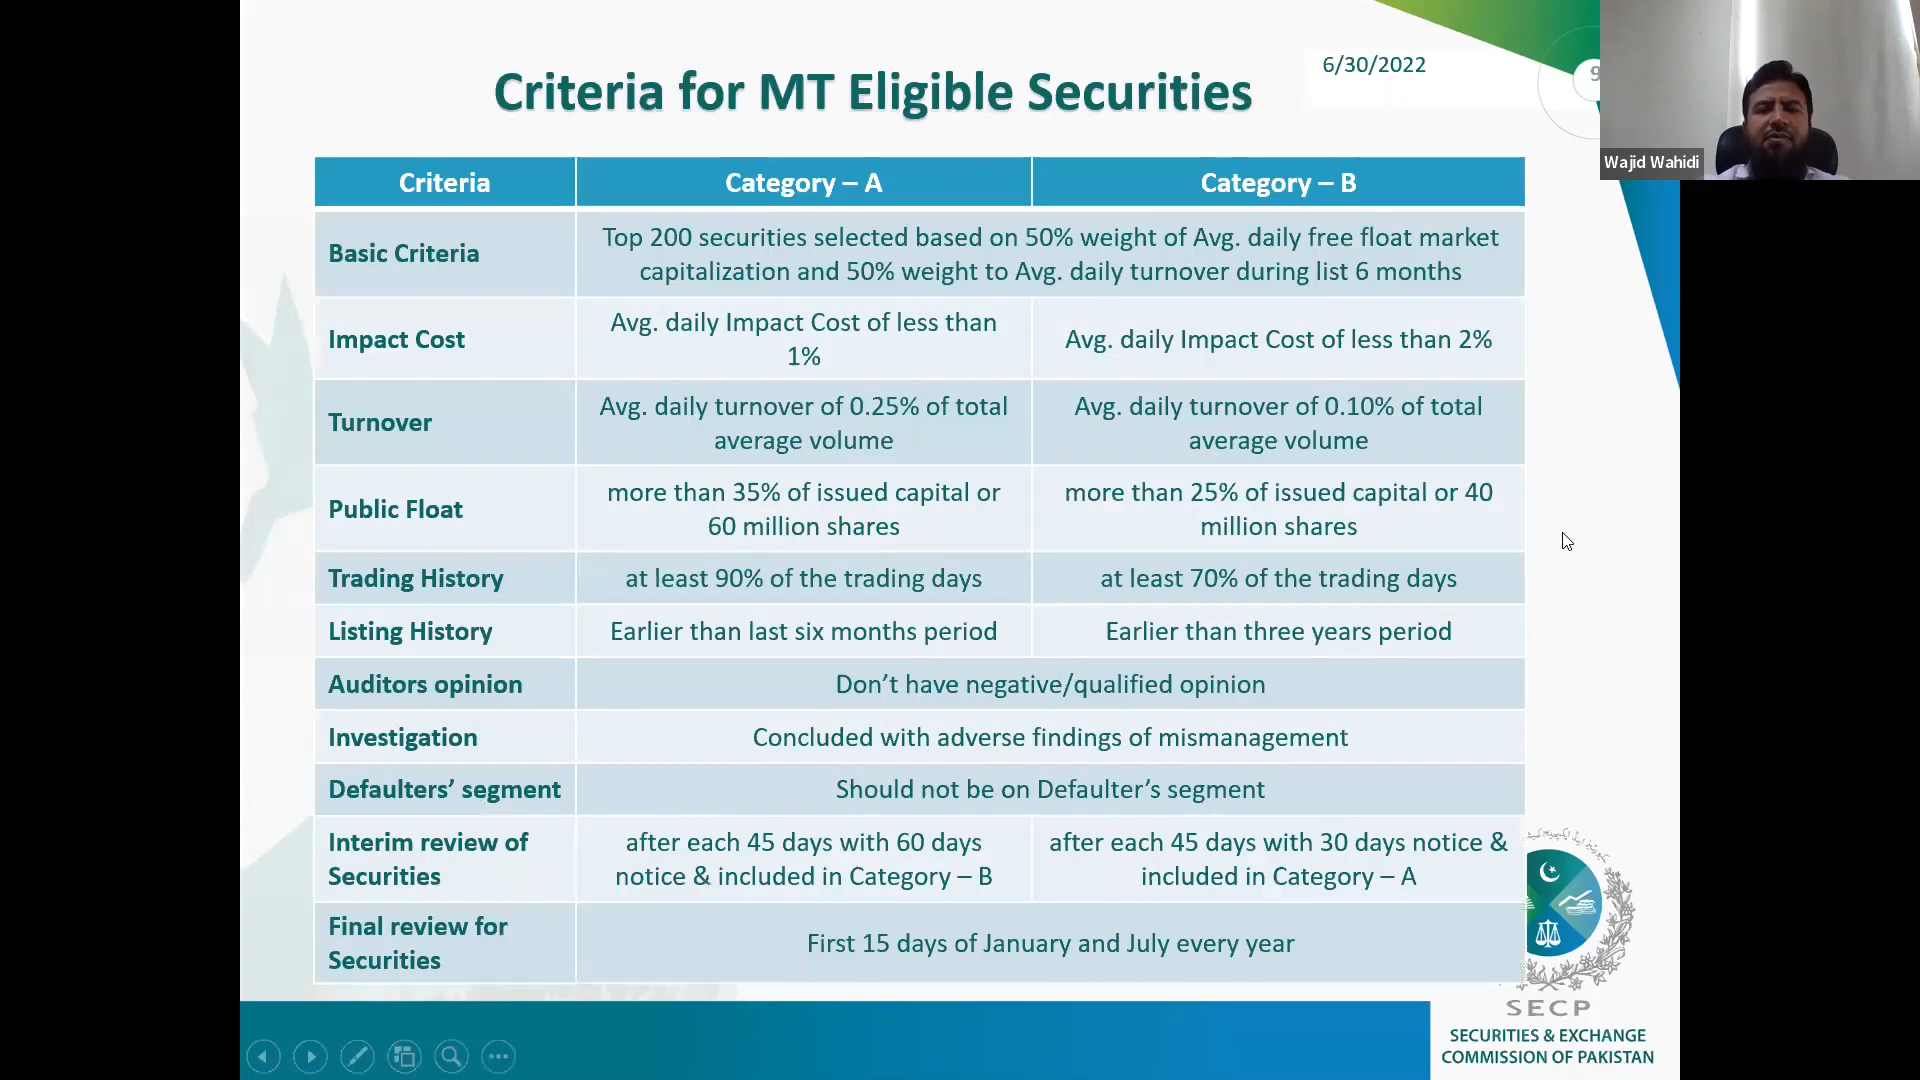 Criteria for MT Eligible Securities
6/30/2022
9
Wajid Wahidi
Criteria
Category – A
Category – B
Basic Criteria
Top 200 securities selected based on 50% weight of Avg. daily free float market
capitalization and 50% weight to Avg. daily turnover during list 6 months
Impact Cost
Avg. daily Impact Cost of less than
1%
Avg. daily Impact Cost of less than 2%
Turnover
Avg. daily turnover of 0.25% of total
average volume
Avg. daily turnover of 0.10% of total
average volume
Public Float
more than 35% of issued capital or
60 million shares
more than 25% of issued capital or 40
million shares
Trading History
at least 90% of the trading days
at least 70% of the trading days
Listing History
Earlier than last six months period
Earlier than three years period
Auditors opinion
Don’t have negative/qualified opinion
Investigation
Concluded with adverse findings of mismanagement
Defaulters’ segment
Should not be on Defaulter’s segment
Interim review of
Securities
after each 45 days with 60 days
notice & included in Category – B
after each 45 days with 30 days notice &
included in Category – A
Final review for
Securities
First 15 days of January and July every year
SECP
SECURITIES & EXCHANGE
COMMISSION OF PAKISTAN